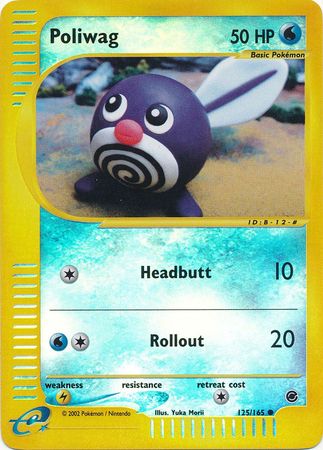 Poliwag 50 HP
Basic Pokémon
ID:B-12-#
Headbutt 10
Rollout 20
weakness resistance retreat cost
© 2002 Pokémon / Nintendo Illus. Yuka Morii 125/165
e